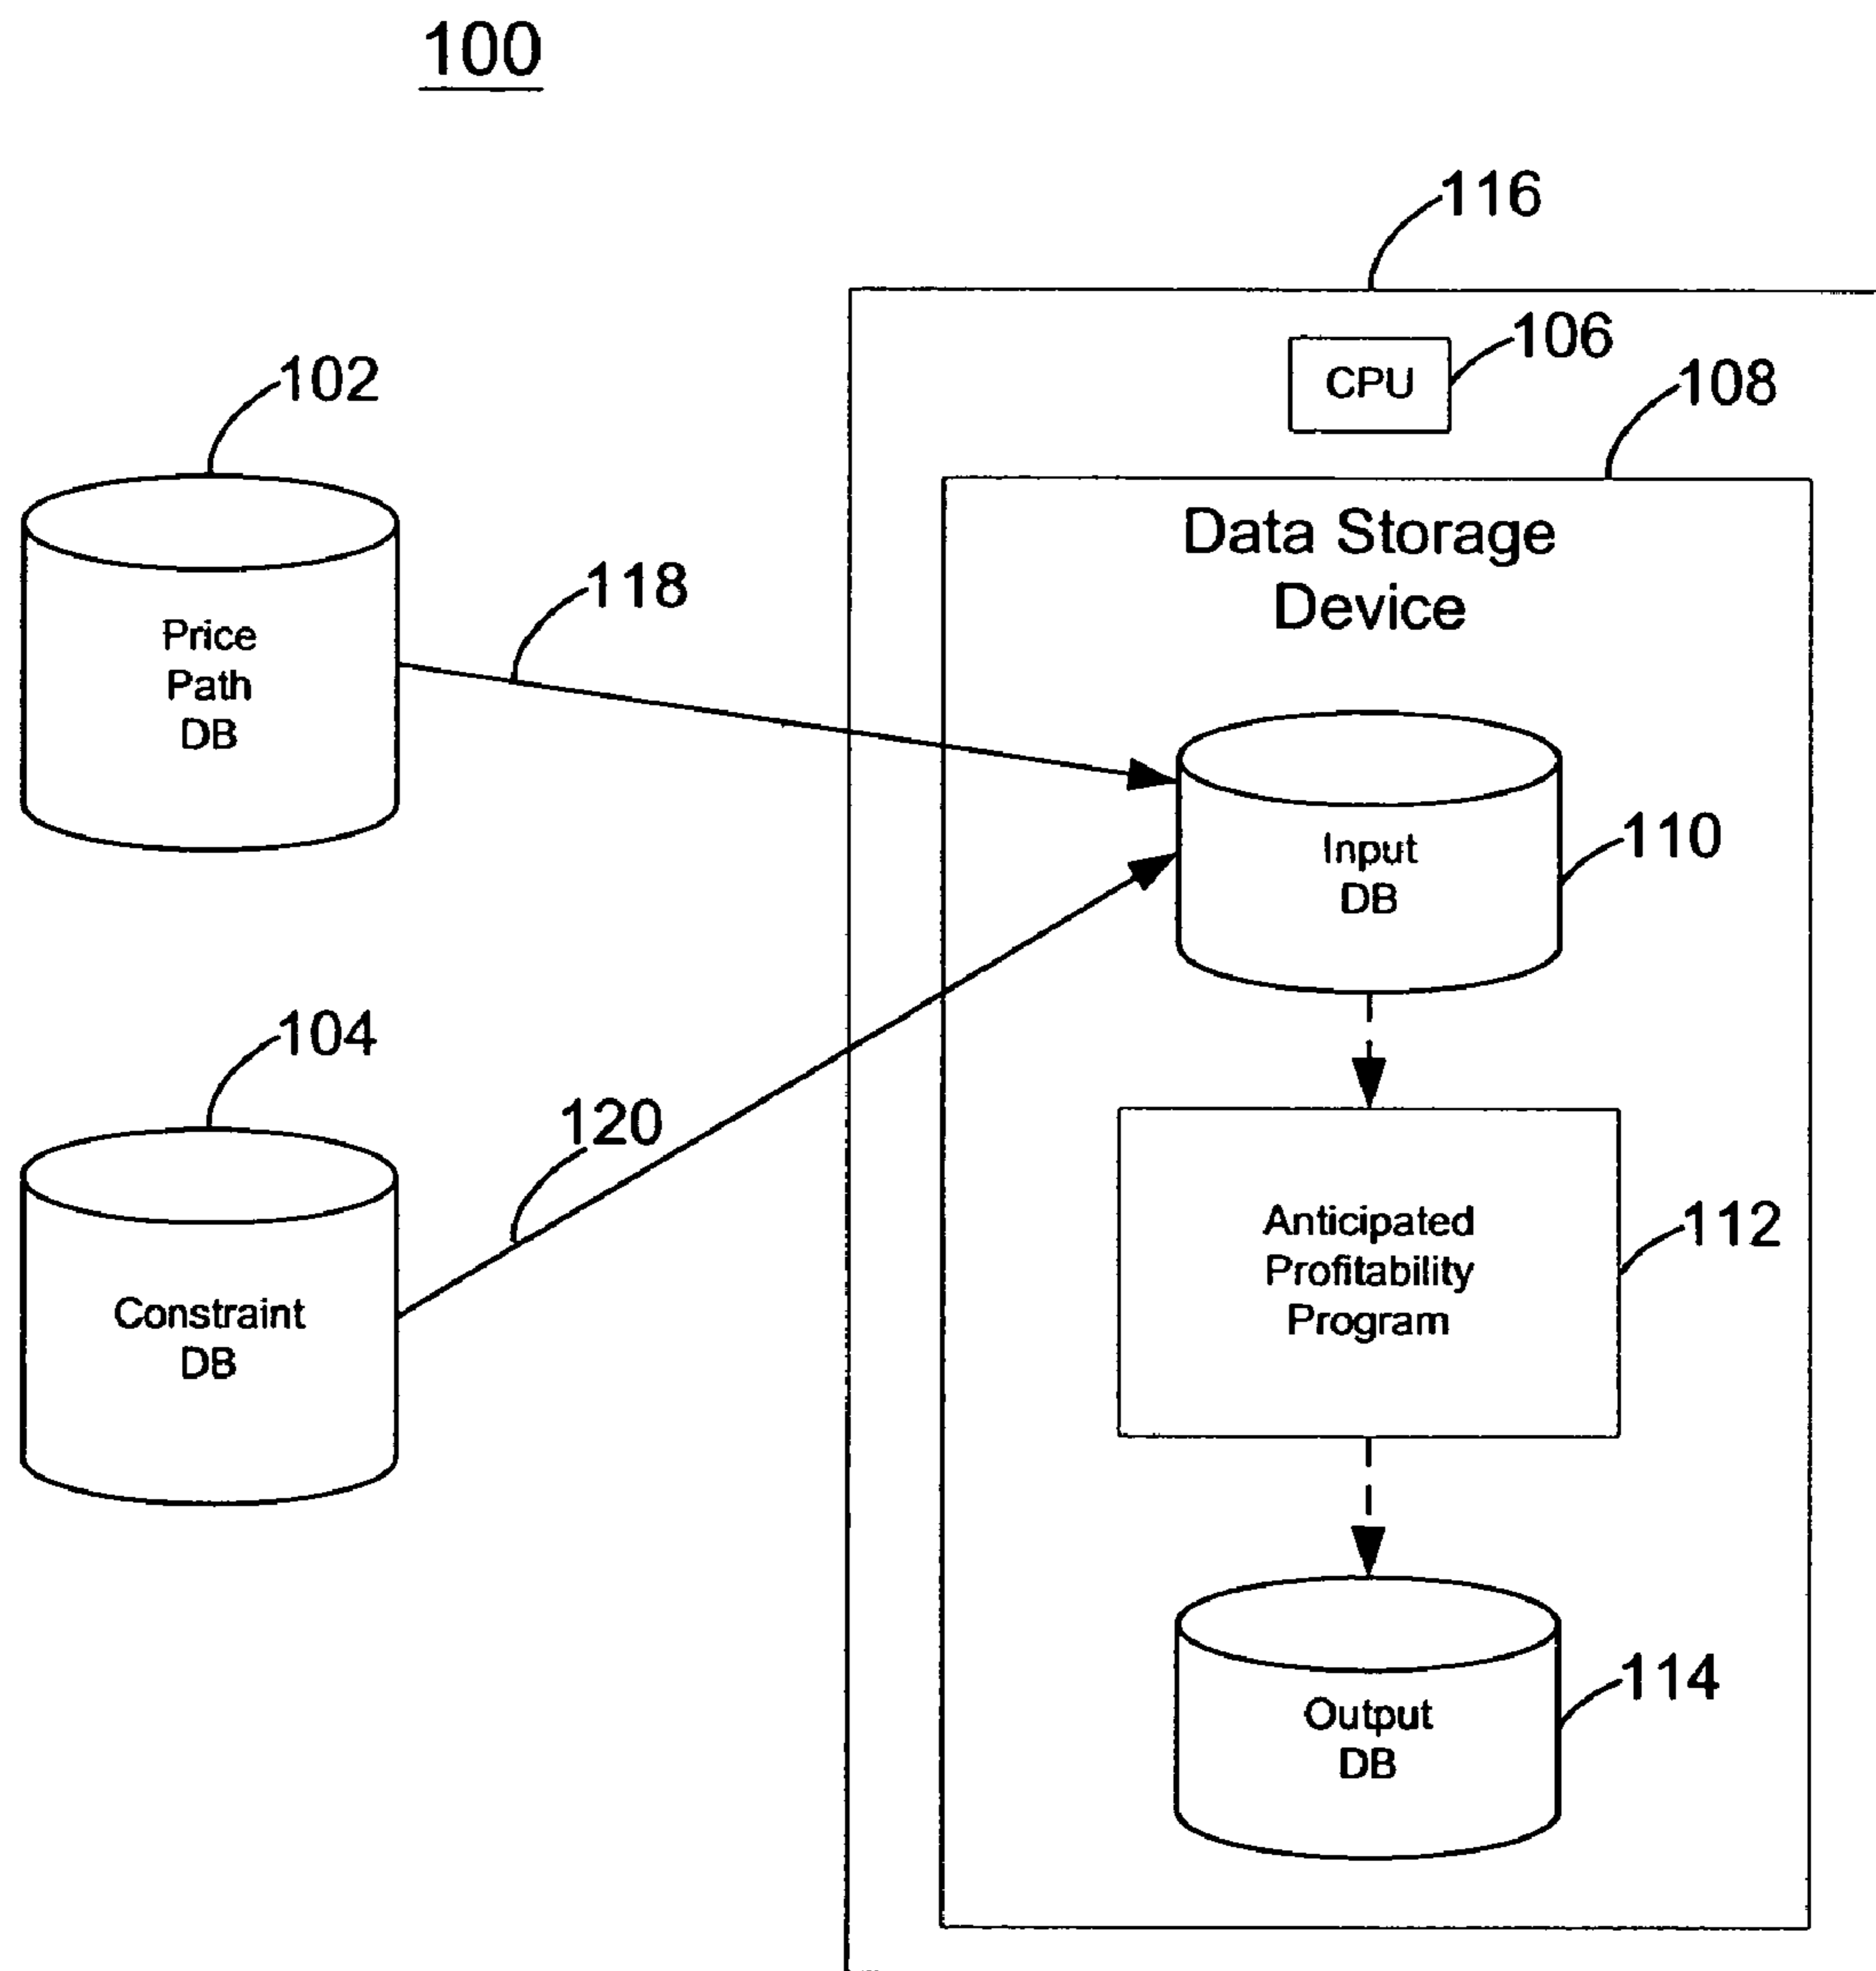 100
116
106
CPU
108
102
Data Storage
Device
118
Price
Path
DB
110
Input
DB
104
120
112
Anticipated
Profitability
Program
Constraint
DB
114
Output
DB